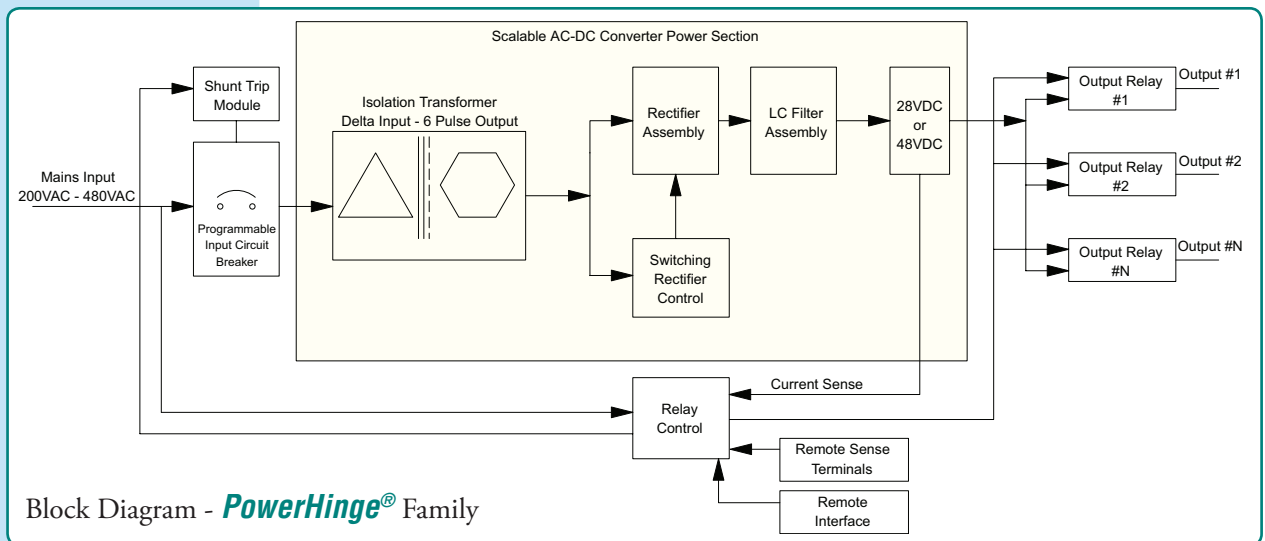 Scalable AC-DC Converter Power Section
Shunt Trip
Module
Mains Input
200VAC - 480VAC
Programmable
Input Circuit
Breaker
Isolation Transformer
Delta Input - 6 Pulse Output
Rectifier
Assembly
LC Filter
Assembly
28VDC
or
48VDC
Switching
Rectifier
Control
Output Relay
#1
Output #1
Output Relay
#2
Output #2
Output Relay
#N
Output #N
Current Sense
Relay
Control
Remote Sense
Terminals
Remote
Interface
Block Diagram - PowerHinge® Family